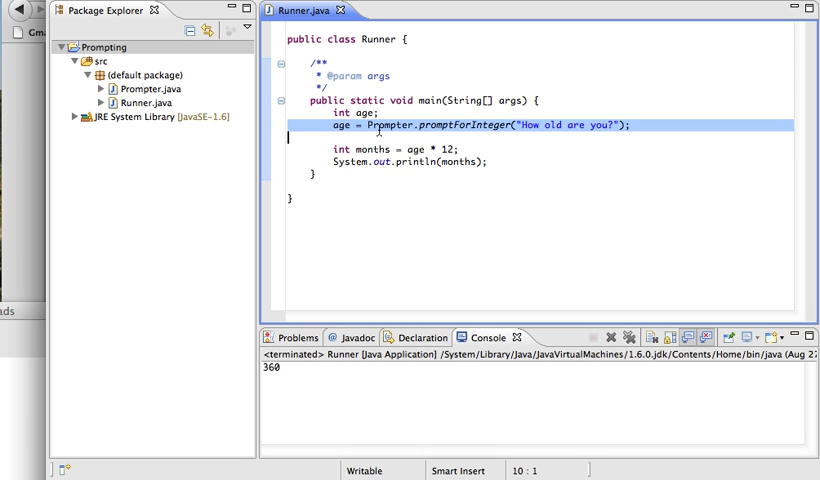 Gma
ads
Package Explorer
Prompting
src
(default package)
Prompter.java
Runner.java
JRE System Library [JavaSE-1.6]
Runner.java
public class Runner {
/**
* @param args
*/
public static void main(String[] args) {
int age;
age = Prompter.promptForInteger("How old are you?");
int months = age * 12;
System.out.println(months);
}
}
Problems @ Javadoc Declaration Console
<terminated> Runner [Java Application] /System/Library/Java/JavaVirtualMachines/1.6.0.jdk/Contents/Home/bin/java (Aug 27
360
Writable Smart Insert 10 : 1